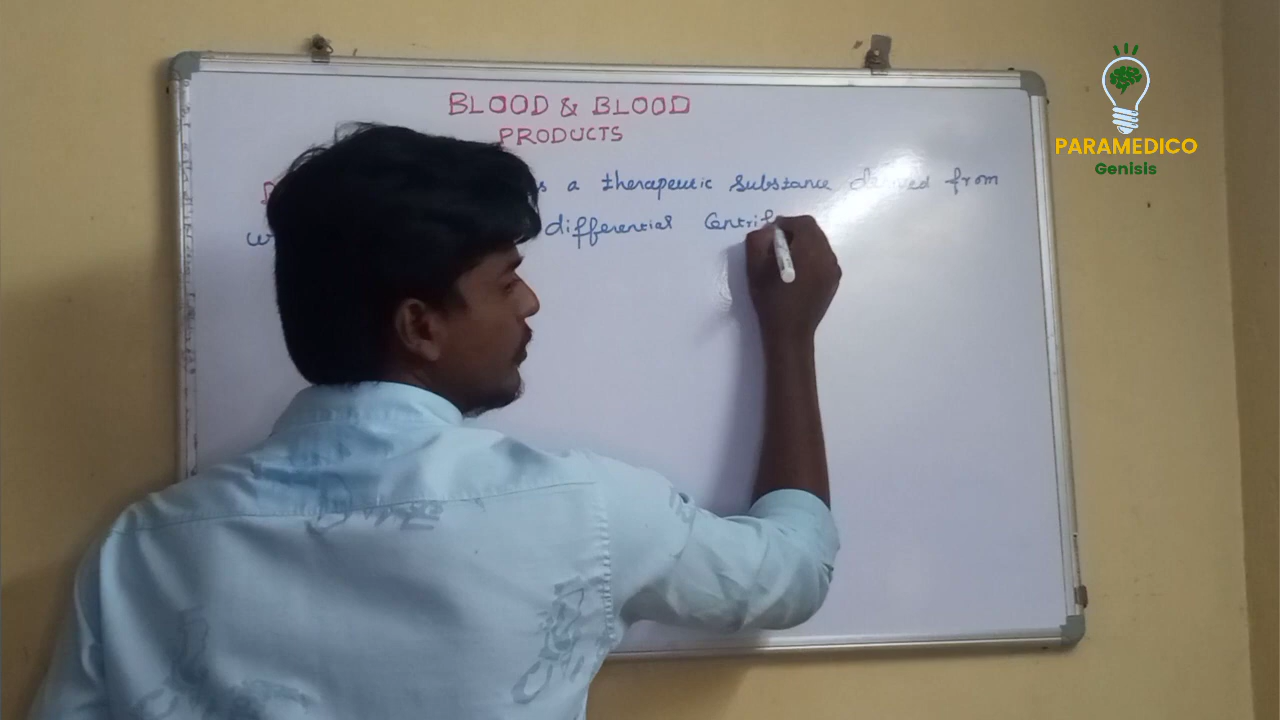 BLOOD & BLOOD
PRODUCTS
a therapeutic substance derived from
differential Centrif
PARAMEDICO
Genisis